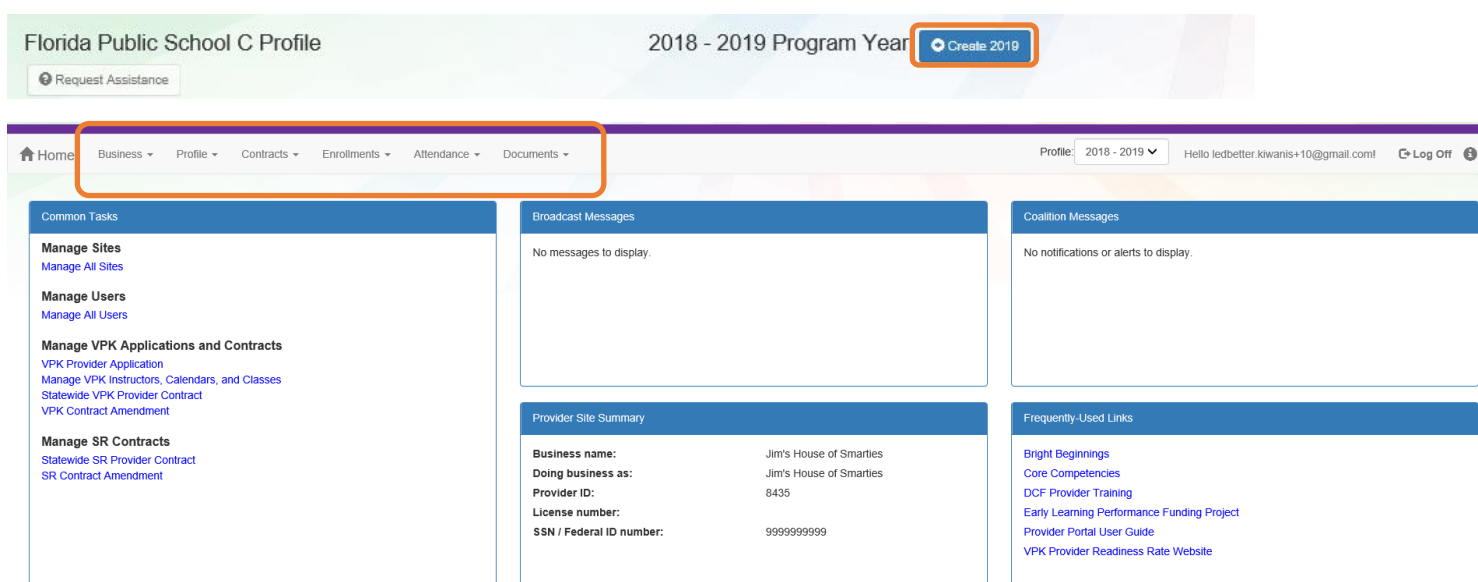 Florida Public School C Profile
2018 - 2019 Program Year
Create 2019
Request Assistance
Home
Business
Profile
Contracts
Enrollments
Attendance
Documents
Profile: 2018 - 2019
Hello ledbetter.kiwanis+10@gmail.com!
Log Off
Common Tasks
Manage Sites
Manage All Sites
Manage Users
Manage All Users
Manage VPK Applications and Contracts
VPK Provider Application
Manage VPK Instructors, Calendars, and Classes
Statewide VPK Provider Contract
VPK Contract Amendment
Manage SR Contracts
Statewide SR Provider Contract
SR Contract Amendment
Broadcast Messages
No messages to display.
Coalition Messages
No notifications or alerts to display.
Provider Site Summary
Business name: Jim's House of Smarties
Doing business as: Jim's House of Smarties
Provider ID: 8435
License number:
SSN / Federal ID number: 9999999999
Frequently-Used Links
Bright Beginnings
Core Competencies
DCF Provider Training
Early Learning Performance Funding Project
Provider Portal User Guide
VPK Provider Readiness Rate Website